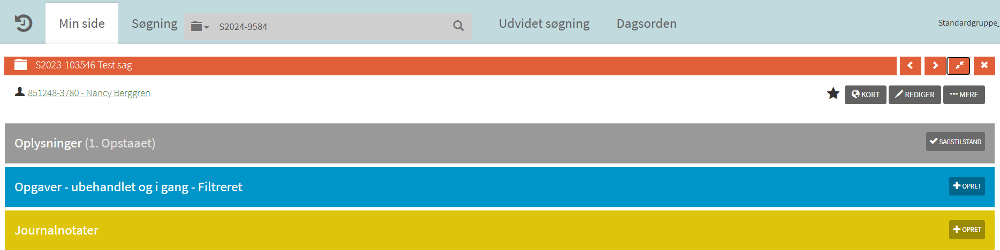 Min side Søgning S2024-9584 Udvidet søgning Dagsorden Standardgruppe_
S2023-103546 Test sag
851248-3780 - Nancy Berggren KORT REDIGER MERE
Oplysninger (1. Opstaaet) SAGSTILSTAND
Opgaver - ubehandlet og i gang - Filtreret OPRET
Journalnotater OPRET